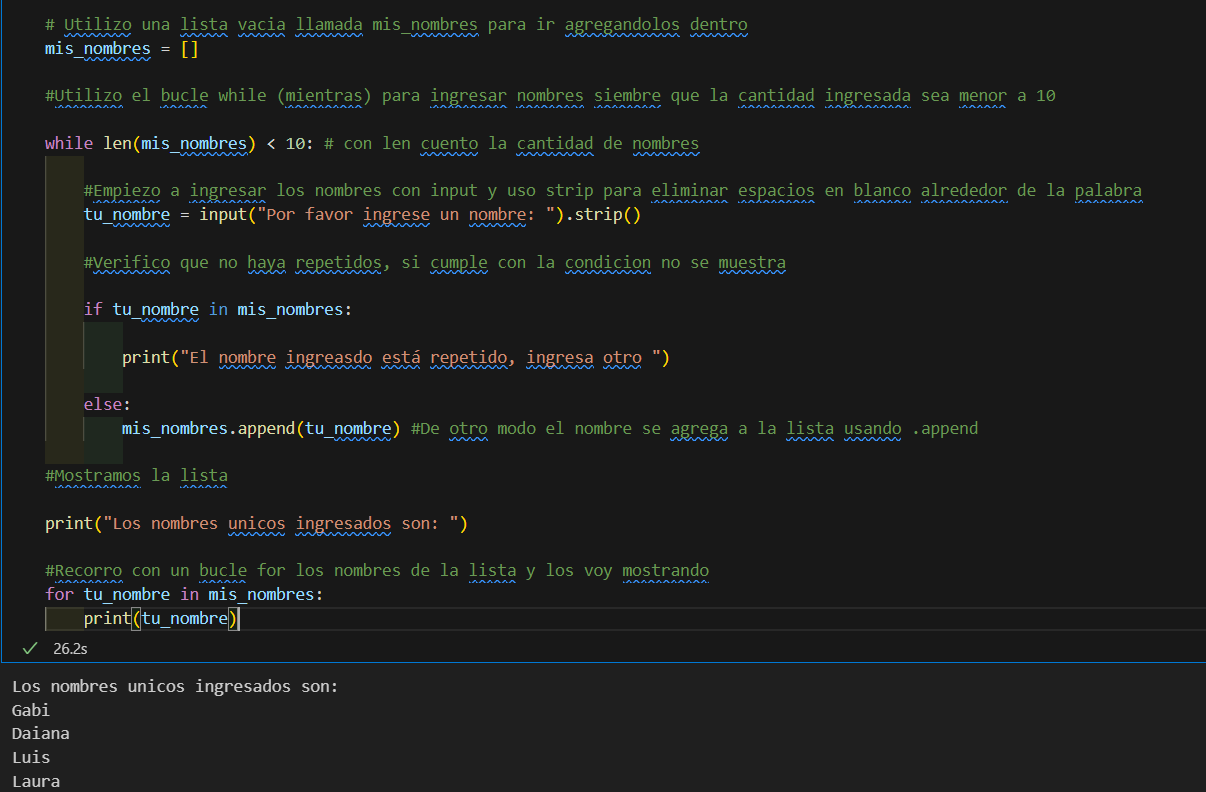 # Utilizo una lista vacia llamada mis_nombres para ir agregandolos dentro
mis_nombres = []
#Utilizo el bucle while (mientras) para ingresar nombres siembre que la cantidad ingresada sea menor a 10
while len(mis_nombres) < 10: # con len cuento la cantidad de nombres
#Empiezo a ingresar los nombres con input y uso strip para eliminar espacios en blanco alrededor de la palabra
tu_nombre = input("Por favor ingrese un nombre: ").strip()
#Verifico que no haya repetidos, si cumple con la condicion no se muestra
if tu_nombre in mis_nombres:
print("El nombre ingreasdo está repetido, ingresa otro ")
else:
mis_nombres.append(tu_nombre) #De otro modo el nombre se agrega a la lista usando .append
#Mostramos la lista
print("Los nombres unicos ingresados son: ")
#Recorro con un bucle for los nombres de la lista y los voy mostrando
for tu_nombre in mis_nombres:
print(tu_nombre)
26.2s
Los nombres unicos ingresados son:
Gabi
Daiana
Luis
Laura